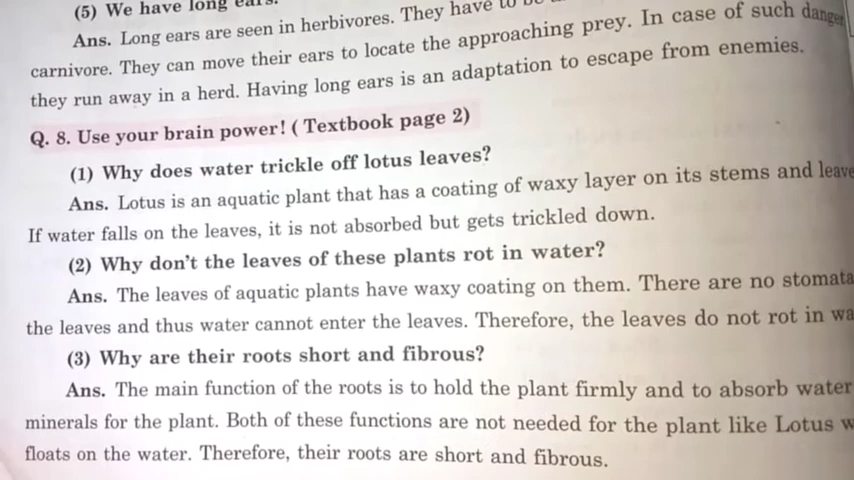 (5) We have long ears.
Ans. Long ears are seen in herbivores. They have to be
carnivore. They can move their ears to locate the approaching prey. In case of such danger
they run away in a herd. Having long ears is an adaptation to escape from enemies.
Q. 8. Use your brain power! ( Textbook page 2)
(1) Why does water trickle off lotus leaves?
Ans. Lotus is an aquatic plant that has a coating of waxy layer on its stems and leave
If water falls on the leaves, it is not absorbed but gets trickled down.
(2) Why don't the leaves of these plants rot in water?
Ans. The leaves of aquatic plants have waxy coating on them. There are no stomata
the leaves and thus water cannot enter the leaves. Therefore, the leaves do not rot in wa
(3) Why are their roots short and fibrous?
Ans. The main function of the roots is to hold the plant firmly and to absorb water
minerals for the plant. Both of these functions are not needed for the plant like Lotus w
floats on the water. Therefore, their roots are short and fibrous.